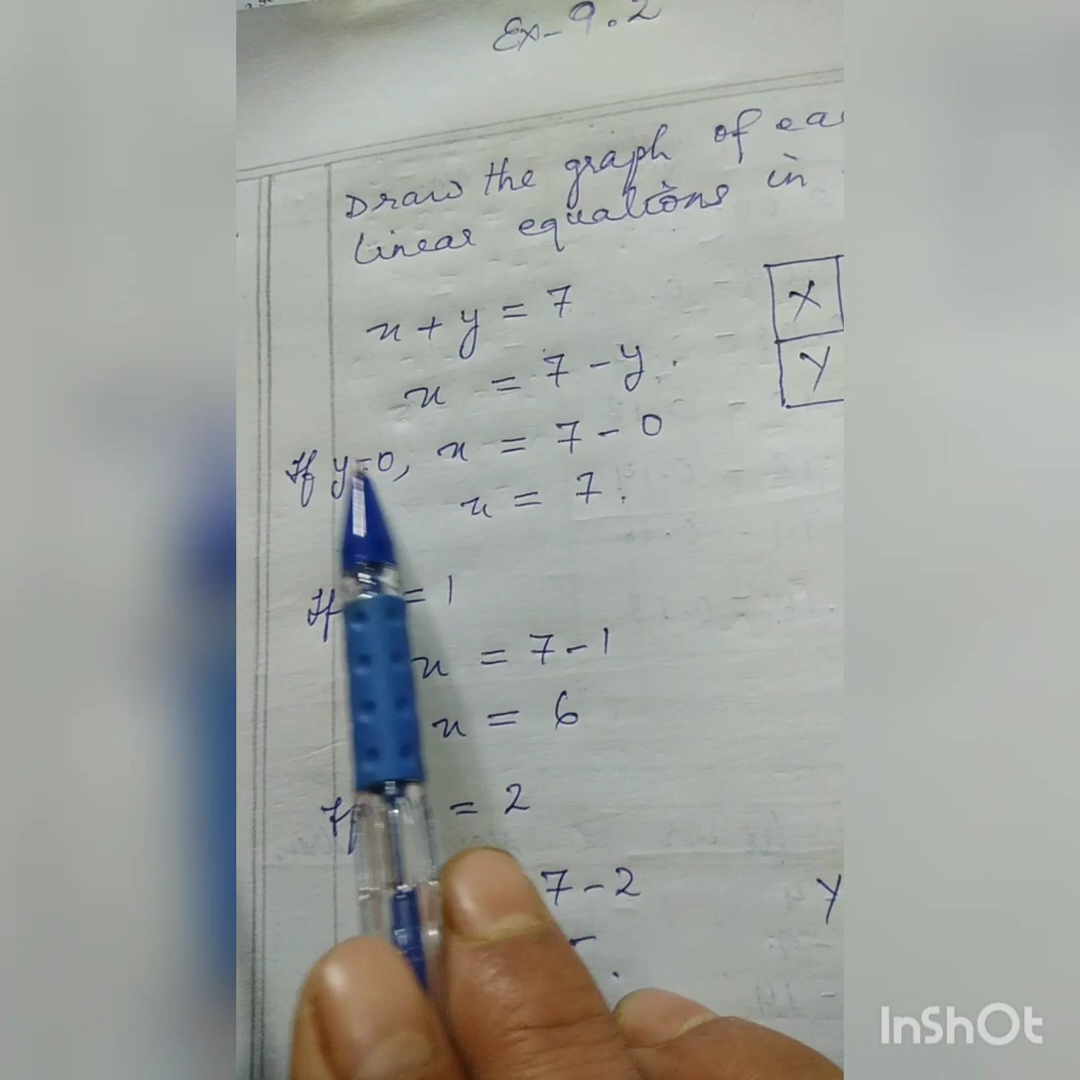 Ex-9.2
Draw the graph of
linear equations in
x + y = 7
x = 7 - y.
If y=0, x = 7 - 0
x = 7.
If = 1
x = 7-1
x = 6
If = 2
7-2
X
Y
Y
InShOt